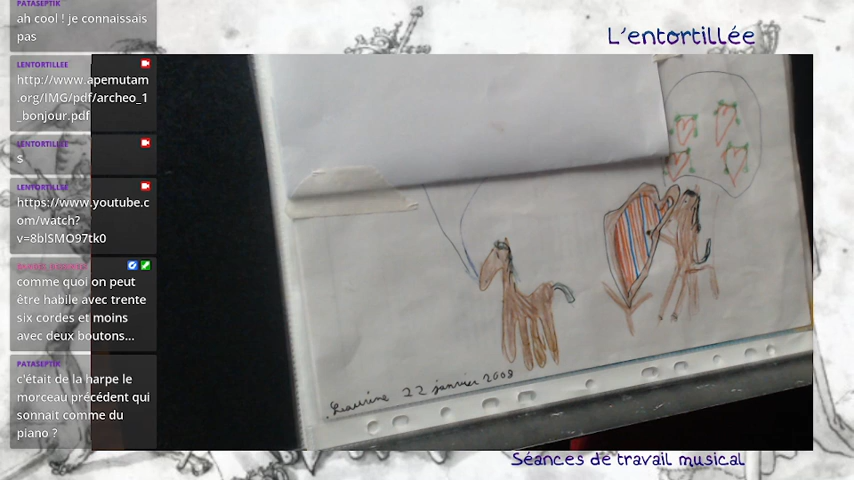 PATASEPTIK
ah cool ! je connaissais
pas
LENTORTILLEE
http://www.apemutam
.org/IMG/pdf/archeo_1
_bonjour.pdf
LENTORTILLEE
s
LENTORTILLEE
https://www.youtube.c
om/watch?
v=8blSMO97tk0
comme quoi on peut
être habile avec trente
six cordes et moins
avec deux boutons...
PATASEPTIK
c'était de la harpe le
morceau précédent qui
sonnait comme du
piano ?
L'entortillée
Laurine 22 janvier 2009
Séances de travail musical